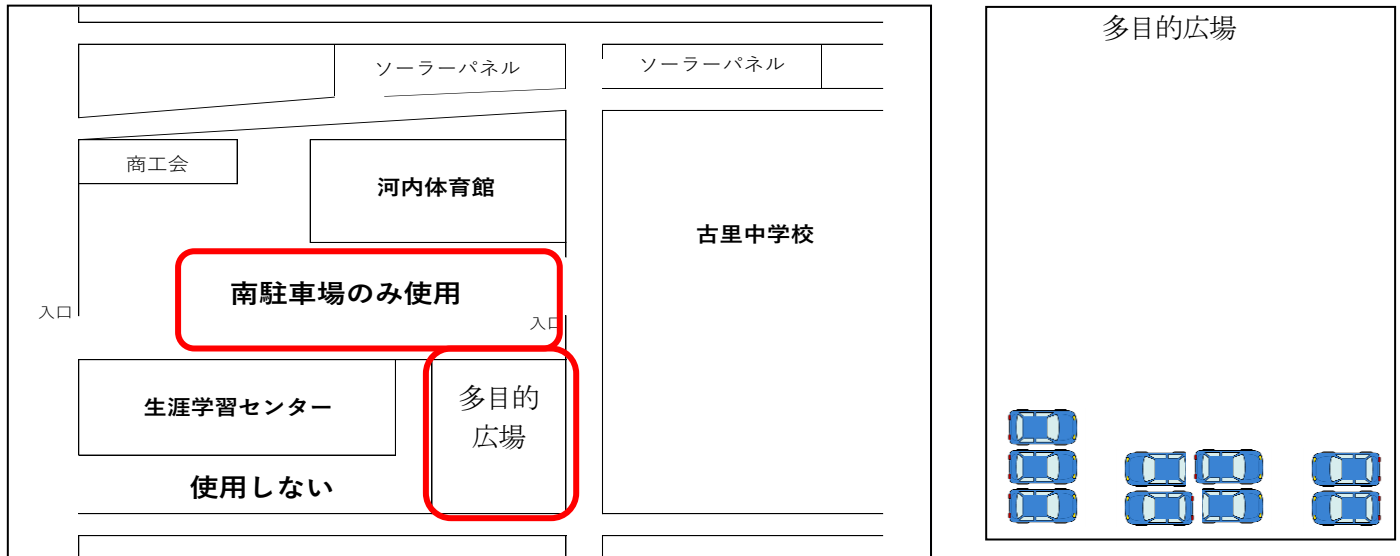 ソーラーパネル
ソーラーパネル
商工会
河内体育館
古里中学校
南駐車場のみ使用
入口
入口
生涯学習センター
多目的
広場
使用しない
多目的広場